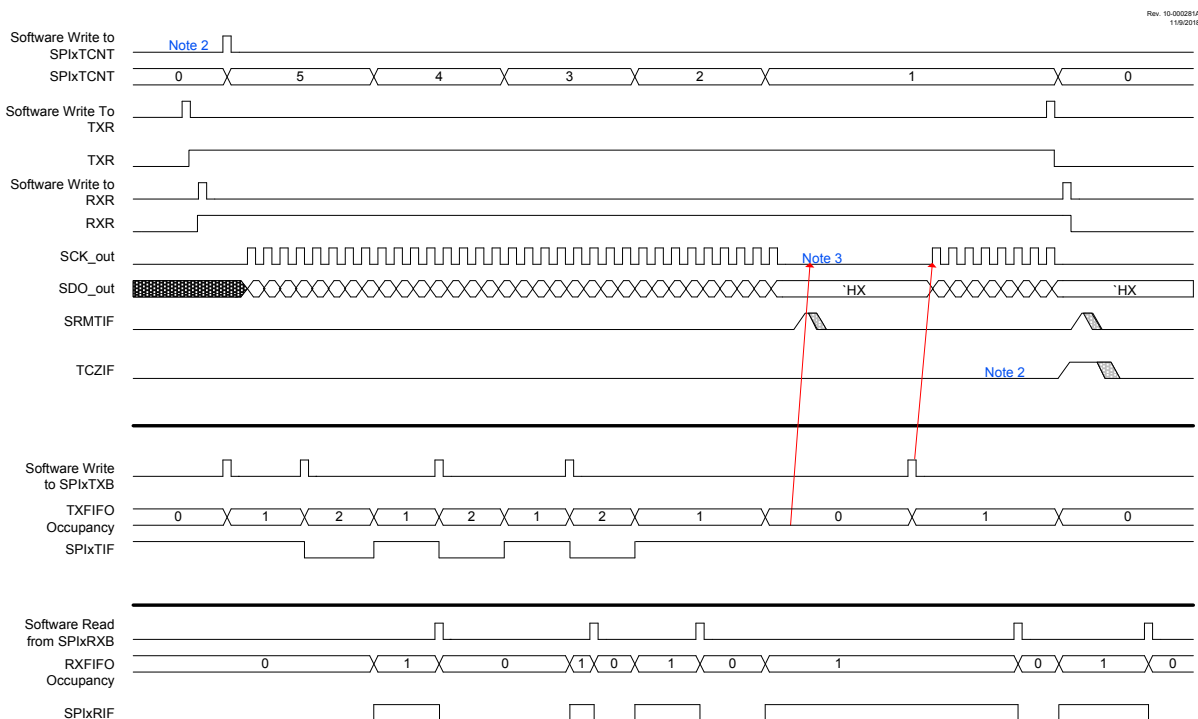 Rev. 10-000281A
11/9/2018
Software Write to
SPIxTCNT
Note 2
SPIxTCNT
0 5 4 3 2 1 0
Software Write To
TXR
TXR
Software Write to
RXR
RXR
SCK_out
Note 3
SDO_out
`HX `HX
SRMTIF
TCZIF
Note 2
Software Write
to SPIxTXB
TXFIFO
Occupancy
0 1 2 1 2 1 2 1 0 1 0
SPIxTIF
Software Read
from SPIxRXB
RXFIFO
Occupancy
0 1 0 1 0 1 0 1 0 1 0
SPIxRIF